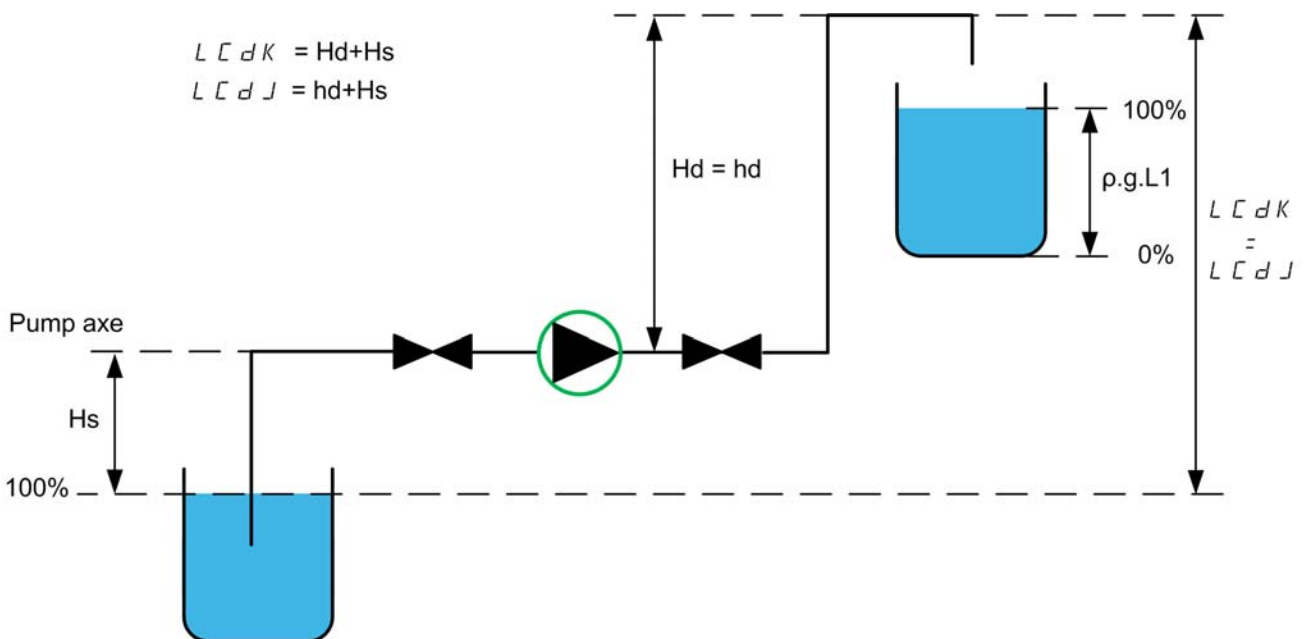 LCdK = Hd+Hs
LCdJ = hd+Hs
Hd = hd
100%
ρ.g.L1
0%
LCdK
=
LCdJ
Pump axe
Hs
100%